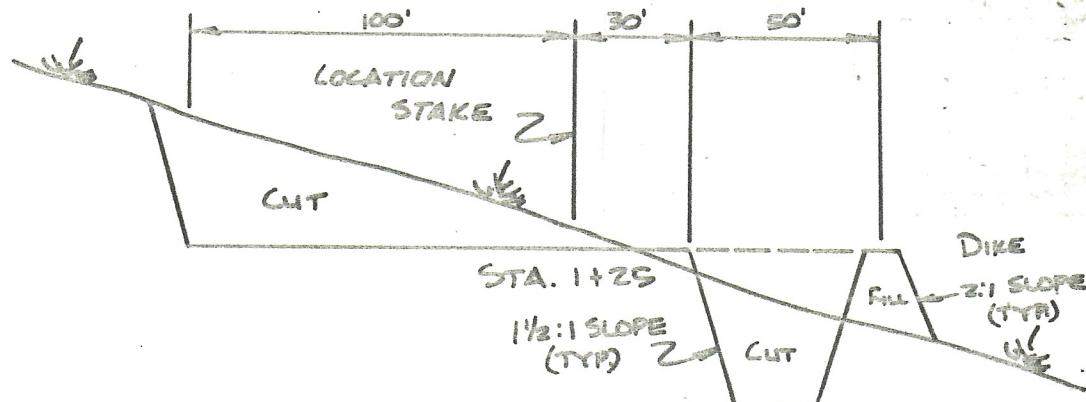 100'
30'
50'
LOCATION
STAKE
CUT
DIKE
STA. 1+25
FILL
2:1 SLOPE
(TYP)
1½:1 SLOPE
(TYP)
CUT